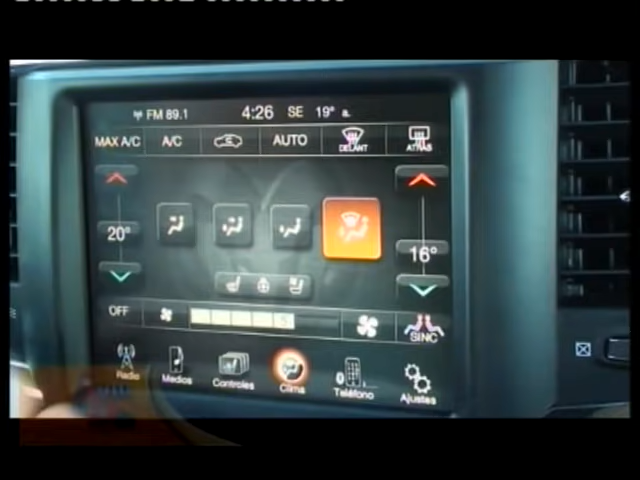 FM 89.1 4:26 SE 19° a.
MAX A/C A/C AUTO DELANT ATRÁS
20° 16°
OFF SINC
Radio Medios Controles Clima Teléfono Ajustes